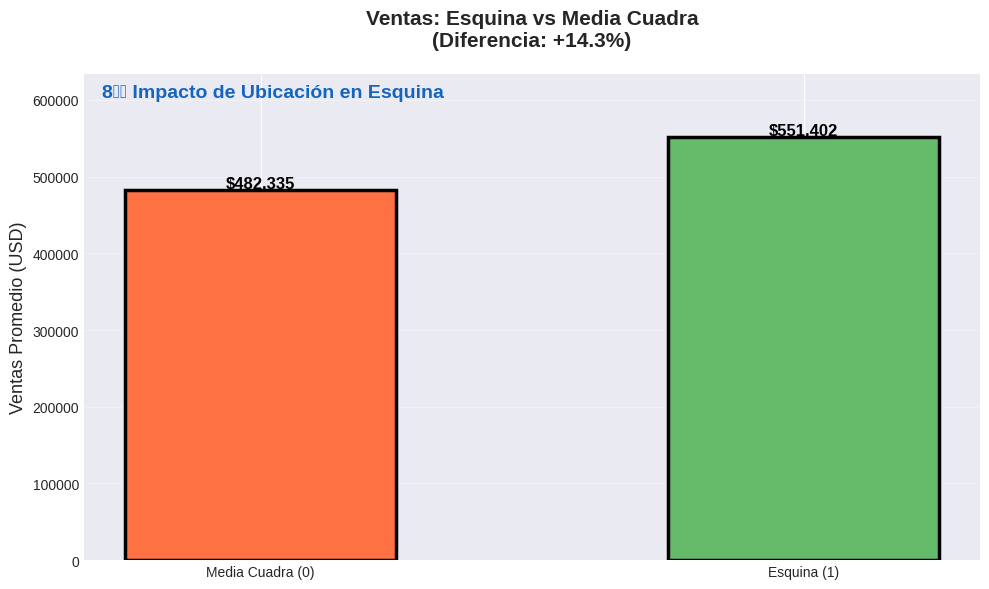 Ventas: Esquina vs Media Cuadra
(Diferencia: +14.3%)
8 Impacto de Ubicación en Esquina
Ventas Promedio (USD)
600000
500000
400000
300000
200000
100000
0
$482,335
$551,402
Media Cuadra (0)
Esquina (1)